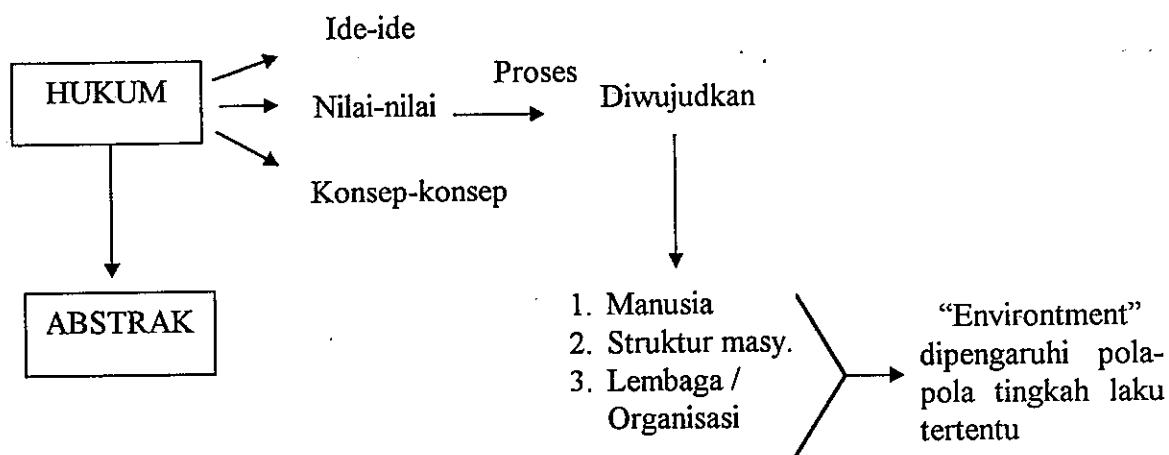 Ide-ide
HUKUM
Proses
Nilai-nilai
Diwujudkan
Konsep-konsep
ABSTRAK
1. Manusia
2. Struktur masy.
3. Lembaga /
Organisasi
“Environtment”
dipengaruhi pola-
pola tingkah laku
tertentu